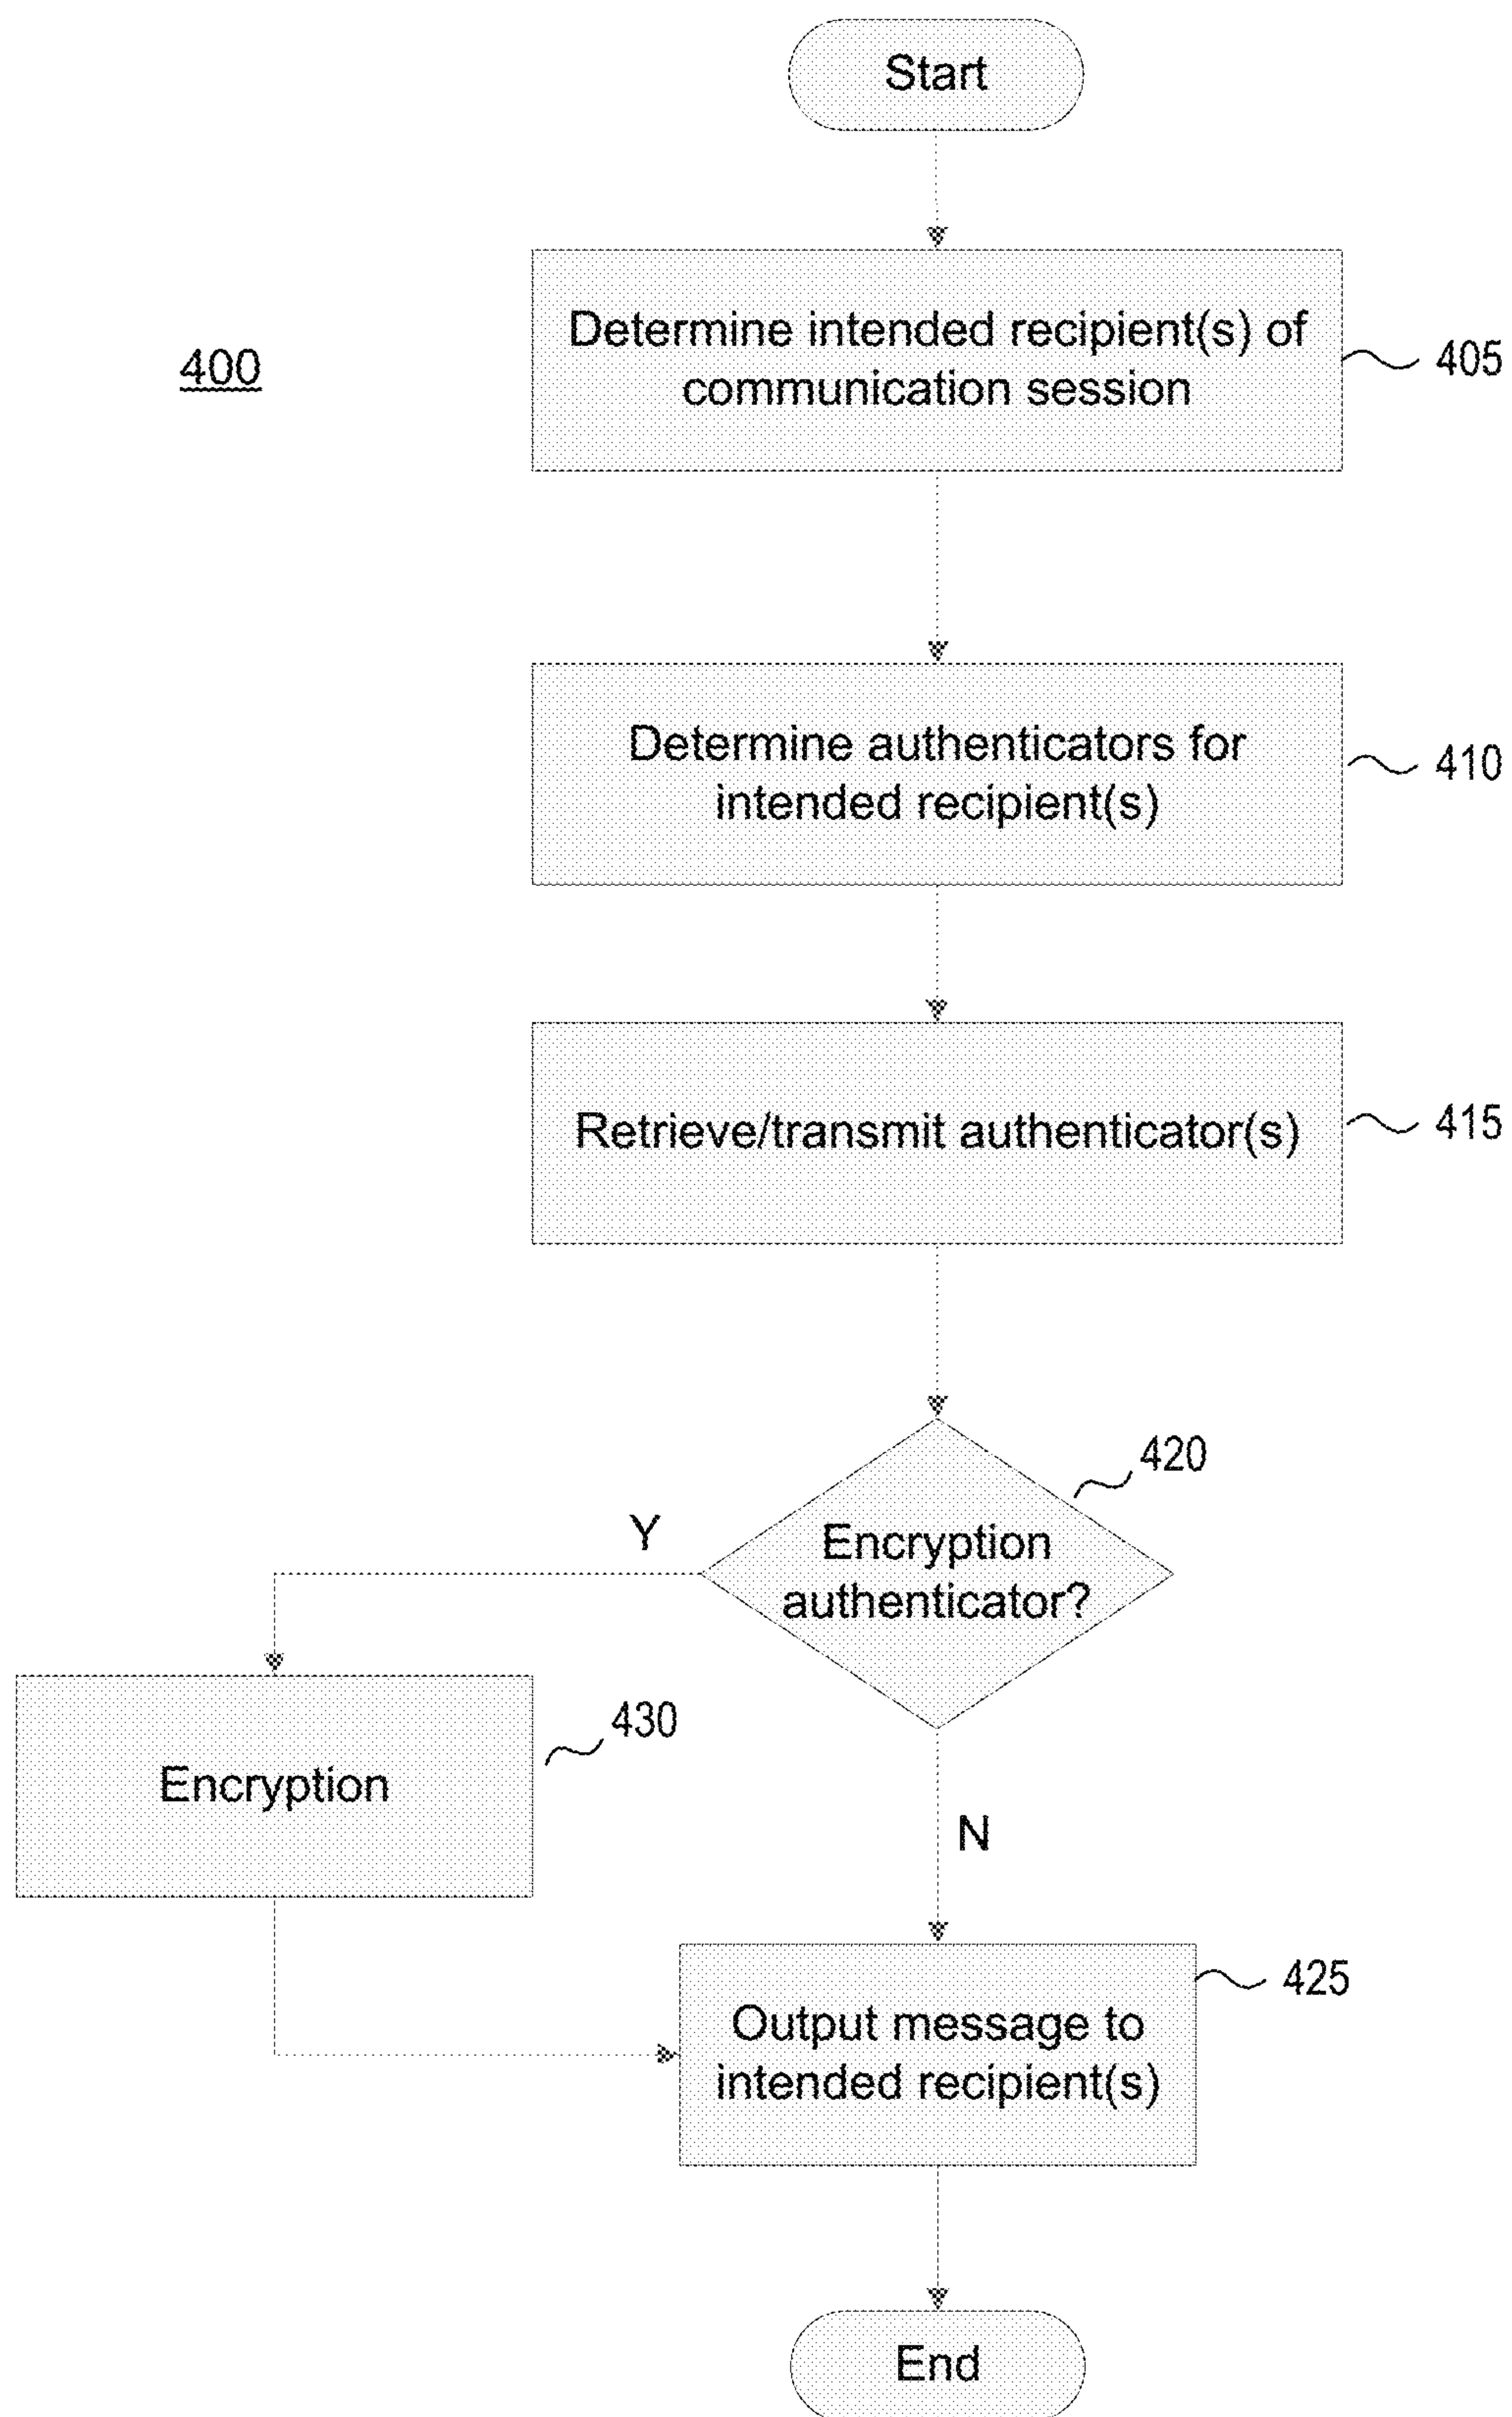 Start
400
Determine intended recipient(s) of
communication session
405
Determine authenticators for
intended recipient(s)
410
Retrieve/transmit authenticator(s)
415
420
Encryption
authenticator?
Y
430
Encryption
N
425
Output message to
intended recipient(s)
End